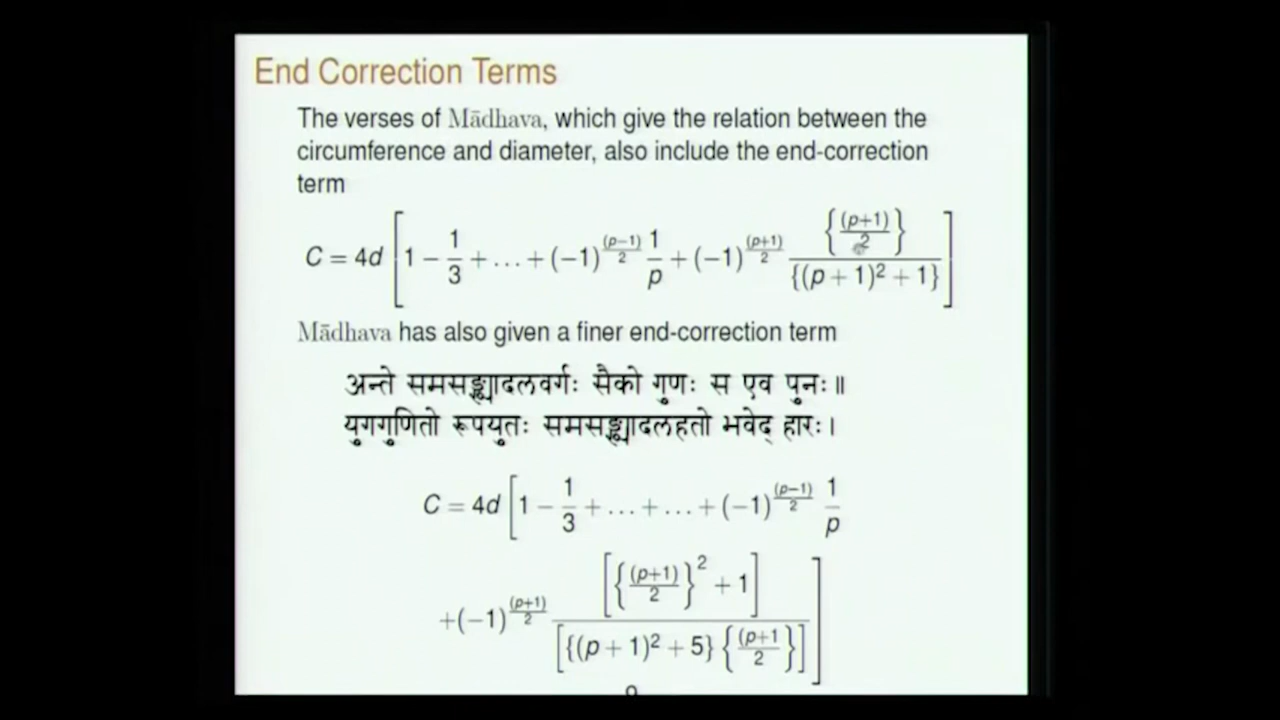 End Correction Terms
The verses of Mādhava, which give the relation between the
circumference and diameter, also include the end-correction
term
C = 4d [1 − 1/3 + ... + (−1)^((p−1)/2) 1/p + (−1)^((p+1)/2) {(p+1)/2} / {(p + 1)² + 1}]
Mādhava has also given a finer end-correction term
अन्ते समसङ्ख्यादलवर्गः सैको गुणः स एव पुनः॥
युगगुणितो रूपयुतः समसङ्ख्यादलहतो भवेद् हारः।
C = 4d [1 − 1/3 + ... + ... + (−1)^((p−1)/2) 1/p
+(−1)^((p+1)/2) [{(p+1)/2}² + 1] / [{(p + 1)² + 5} {(p+1/2}]]